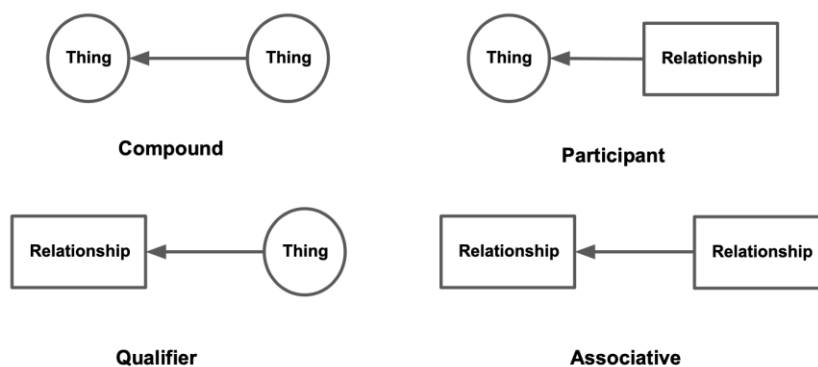 Thing
Thing
Thing
Relationship
Compound
Participant
Relationship
Thing
Relationship
Relationship
Qualifier
Associative